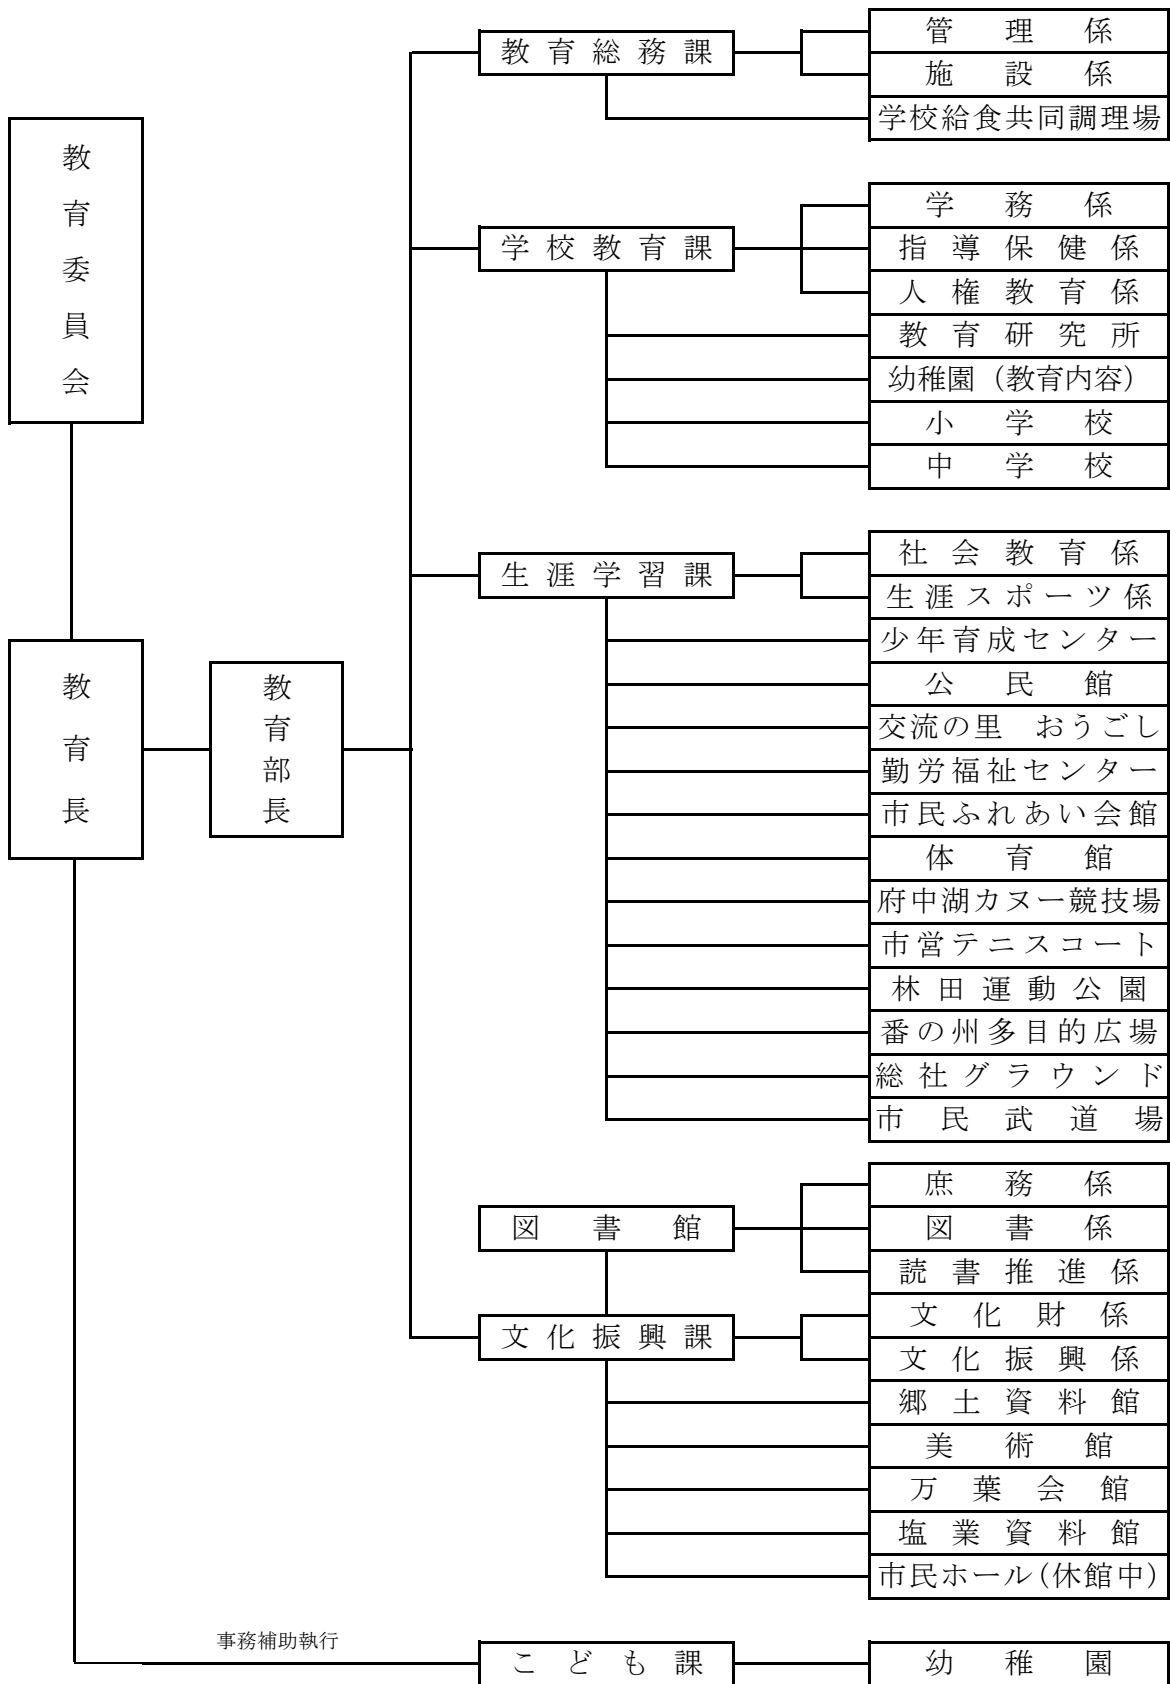 教育委員会
教育長
教育部長
教育総務課
管理係
施設係
学校給食共同調理場
学校教育課
学務係
指導保健係
人権教育係
教育研究所
幼稚園（教育内容）
小学校
中学校
生涯学習課
社会教育係
生涯スポーツ係
少年育成センター
公民館
交流の里　おうごし
勤労福祉センター
市民ふれあい会館
体育館
府中湖カヌー競技場
市営テニスコート
林田運動公園
番の州多目的広場
総社グラウンド
市民武道場
図書館
庶務係
図書係
読書推進係
文化振興課
文化財係
文化振興係
郷土資料館
美術館
万葉会館
塩業資料館
市民ホール(休館中)
事務補助執行
こども課
幼稚園